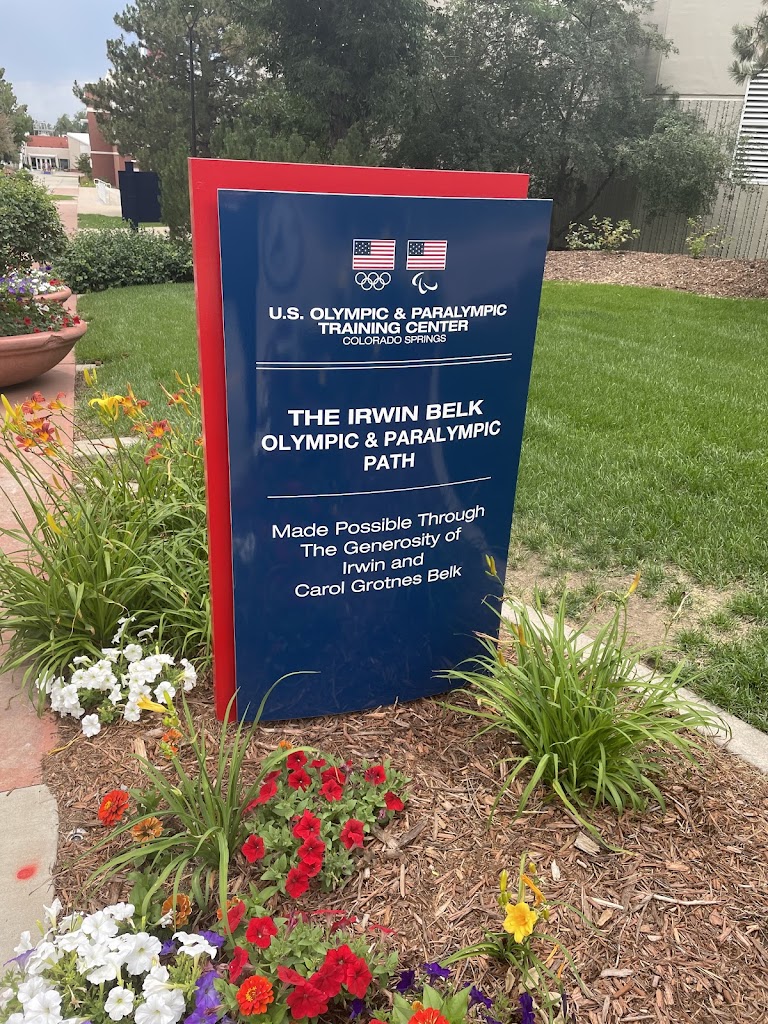 U.S. OLYMPIC & PARALYMPIC
TRAINING CENTER
COLORADO SPRINGS
THE IRWIN BELK
OLYMPIC & PARALYMPIC
PATH
Made Possible Through
The Generosity of
Irwin and
Carol Grotnes Belk